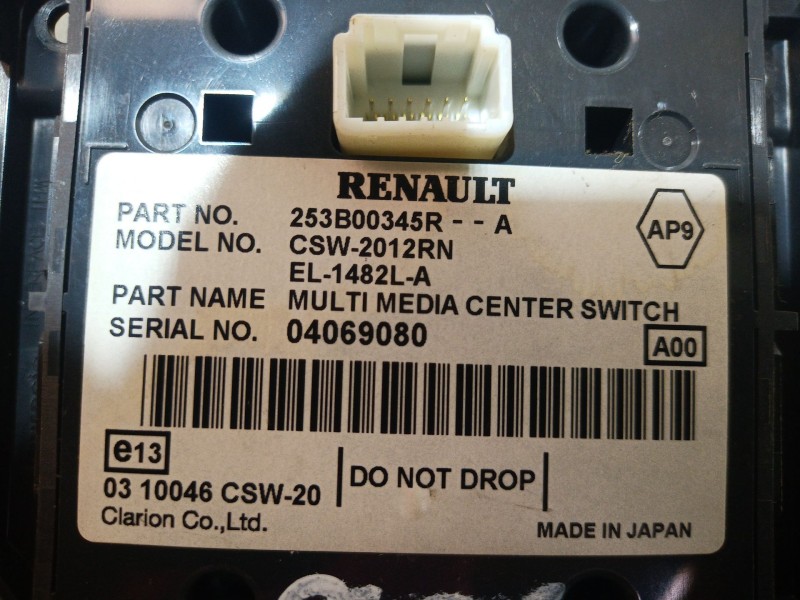 RENAULT
PART NO. 253B00345R - - A
MODEL NO. CSW-2012RN
EL-1482L-A
AP9
PART NAME MULTI MEDIA CENTER SWITCH
SERIAL NO. 04069080
A00
e13
03 10046 CSW-20
DO NOT DROP
Clarion Co.,Ltd.
MADE IN JAPAN